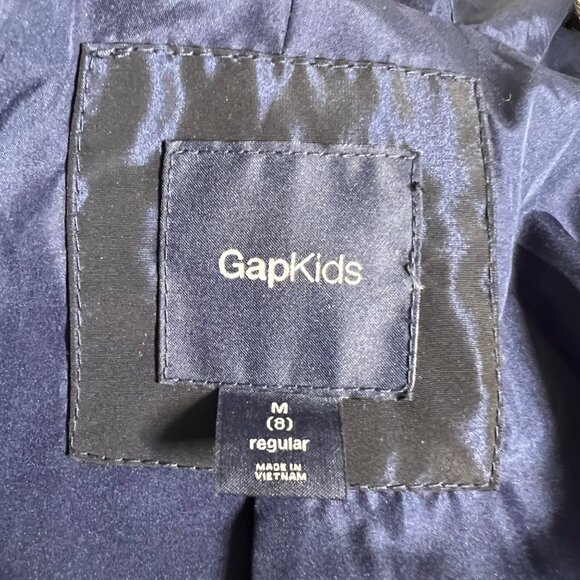 GapKids
M
(8)
regular
MADE IN
VIETNAM